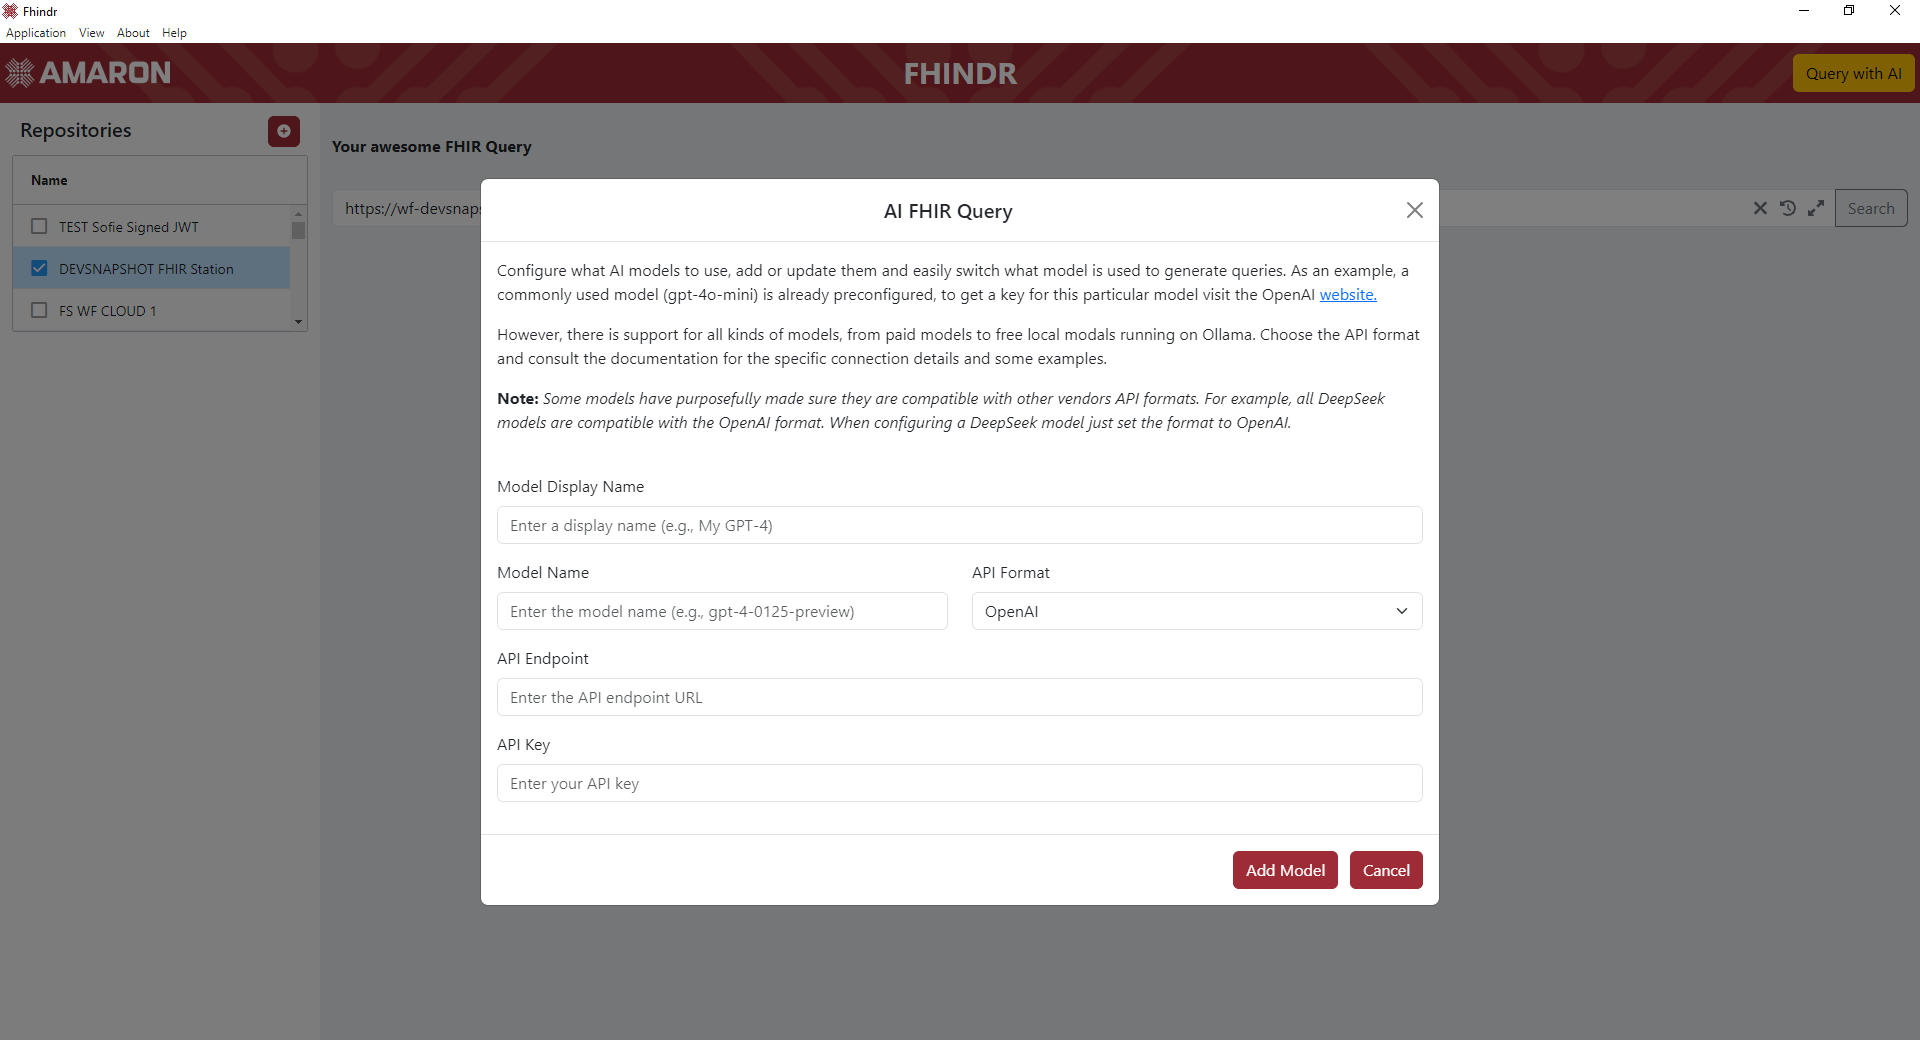 Fhindr
Application View About Help
AMARON
FHINDR
Query with AI
Repositories
Name
TEST Sofie Signed JWT
DEVSNAPSHOT FHIR Station
FS WF CLOUD 1
Your awesome FHIR Query
https://wf-devsnaps
Search
AI FHIR Query
Configure what AI models to use, add or update them and easily switch what model is used to generate queries. As an example, a
commonly used model (gpt-4o-mini) is already preconfigured, to get a key for this particular model visit the OpenAI website.
However, there is support for all kinds of models, from paid models to free local modals running on Ollama. Choose the API format
and consult the documentation for the specific connection details and some examples.
Note: Some models have purposefully made sure they are compatible with other vendors API formats. For example, all DeepSeek
models are compatible with the OpenAI format. When configuring a DeepSeek model just set the format to OpenAI.
Model Display Name
Enter a display name (e.g., My GPT-4)
Model Name
Enter the model name (e.g., gpt-4-0125-preview)
API Format
OpenAI
API Endpoint
Enter the API endpoint URL
API Key
Enter your API key
Add Model
Cancel